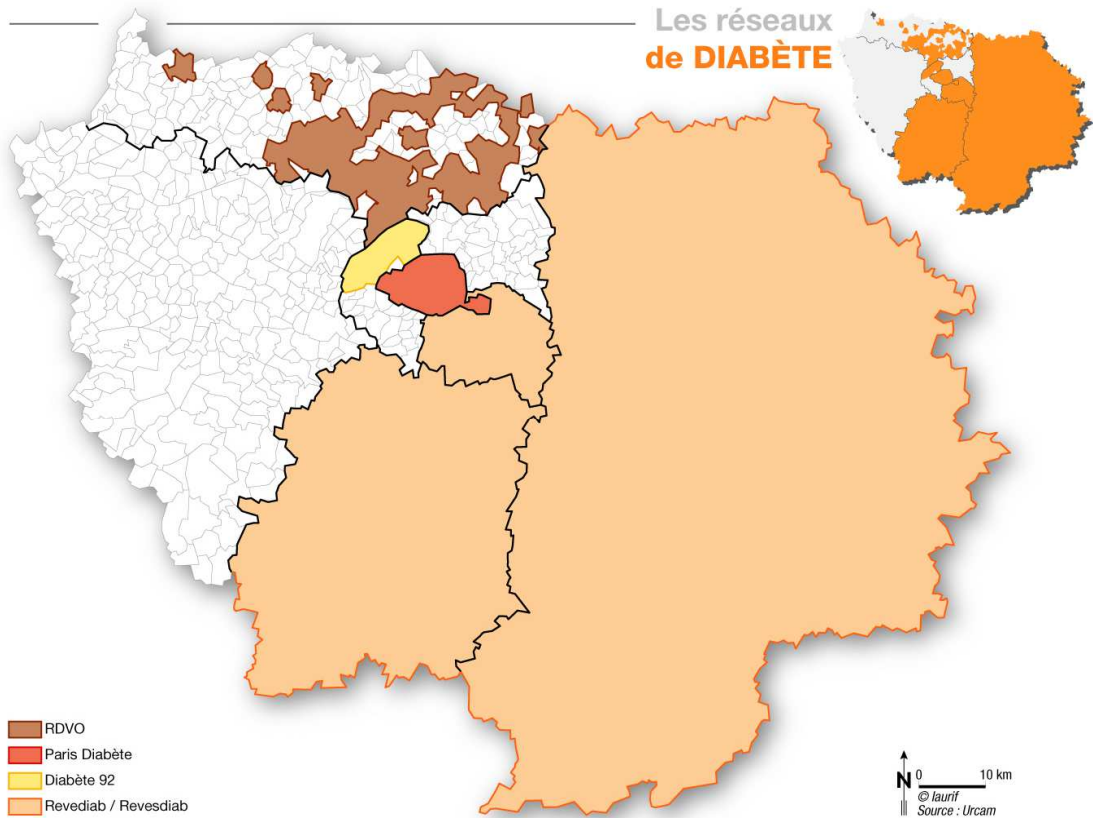 Les réseaux
de DIABÈTE
RDVO
Paris Diabète
Diabète 92
Revediab / Revesdiab
N
0 10 km
© Iaurif
Source : Urcam